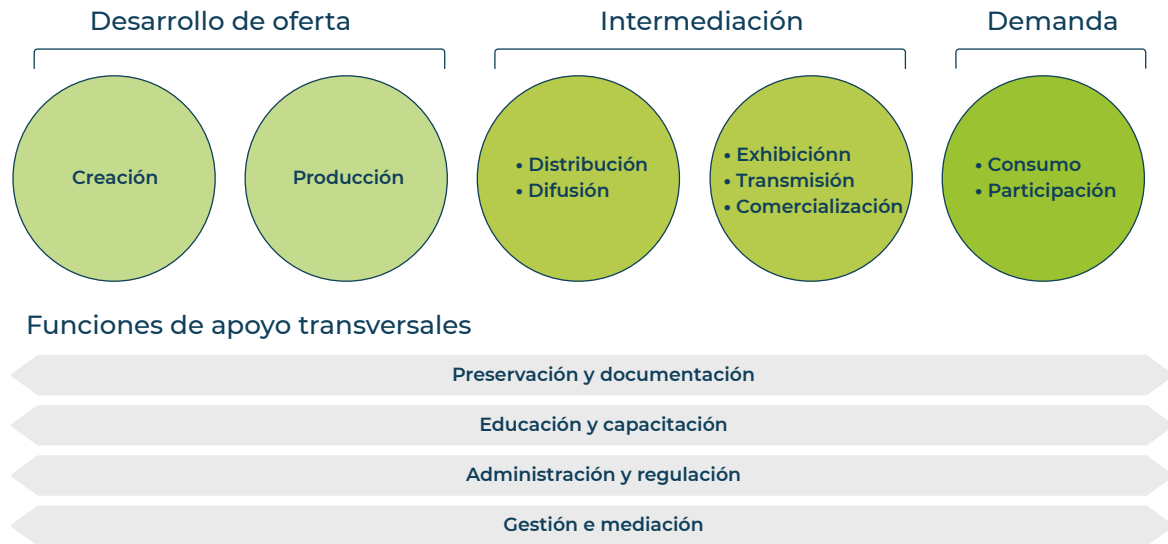 Desarrollo de oferta
Intermediación
Demanda
Creación
Producción
• Distribución
• Difusión
• Exhibiciónn
• Transmisión
• Comercialización
• Consumo
• Participación
Funciones de apoyo transversales
Preservación y documentación
Educación y capacitación
Administración y regulación
Gestión e mediación